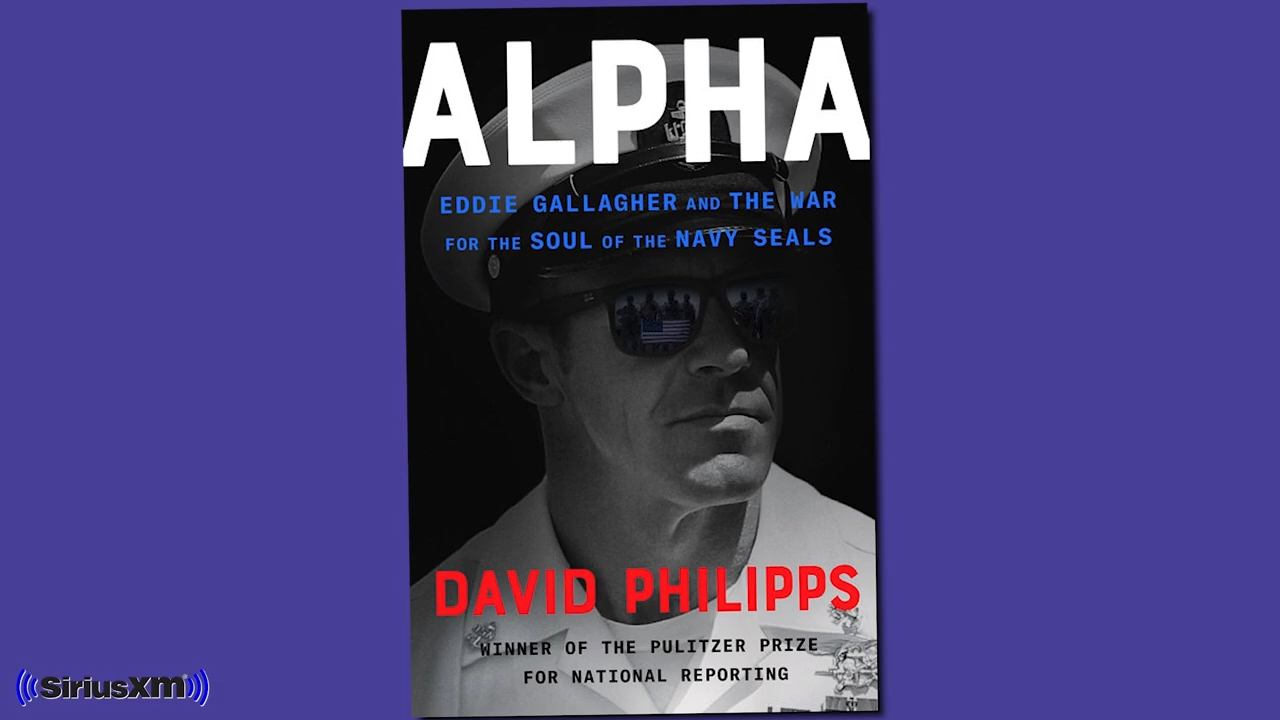 ALPHA
EDDIE GALLAGHER AND THE WAR
FOR THE SOUL OF THE NAVY SEALS
DAVID PHILIPPS
WINNER OF THE PULITZER PRIZE
FOR NATIONAL REPORTING
SiriusXM